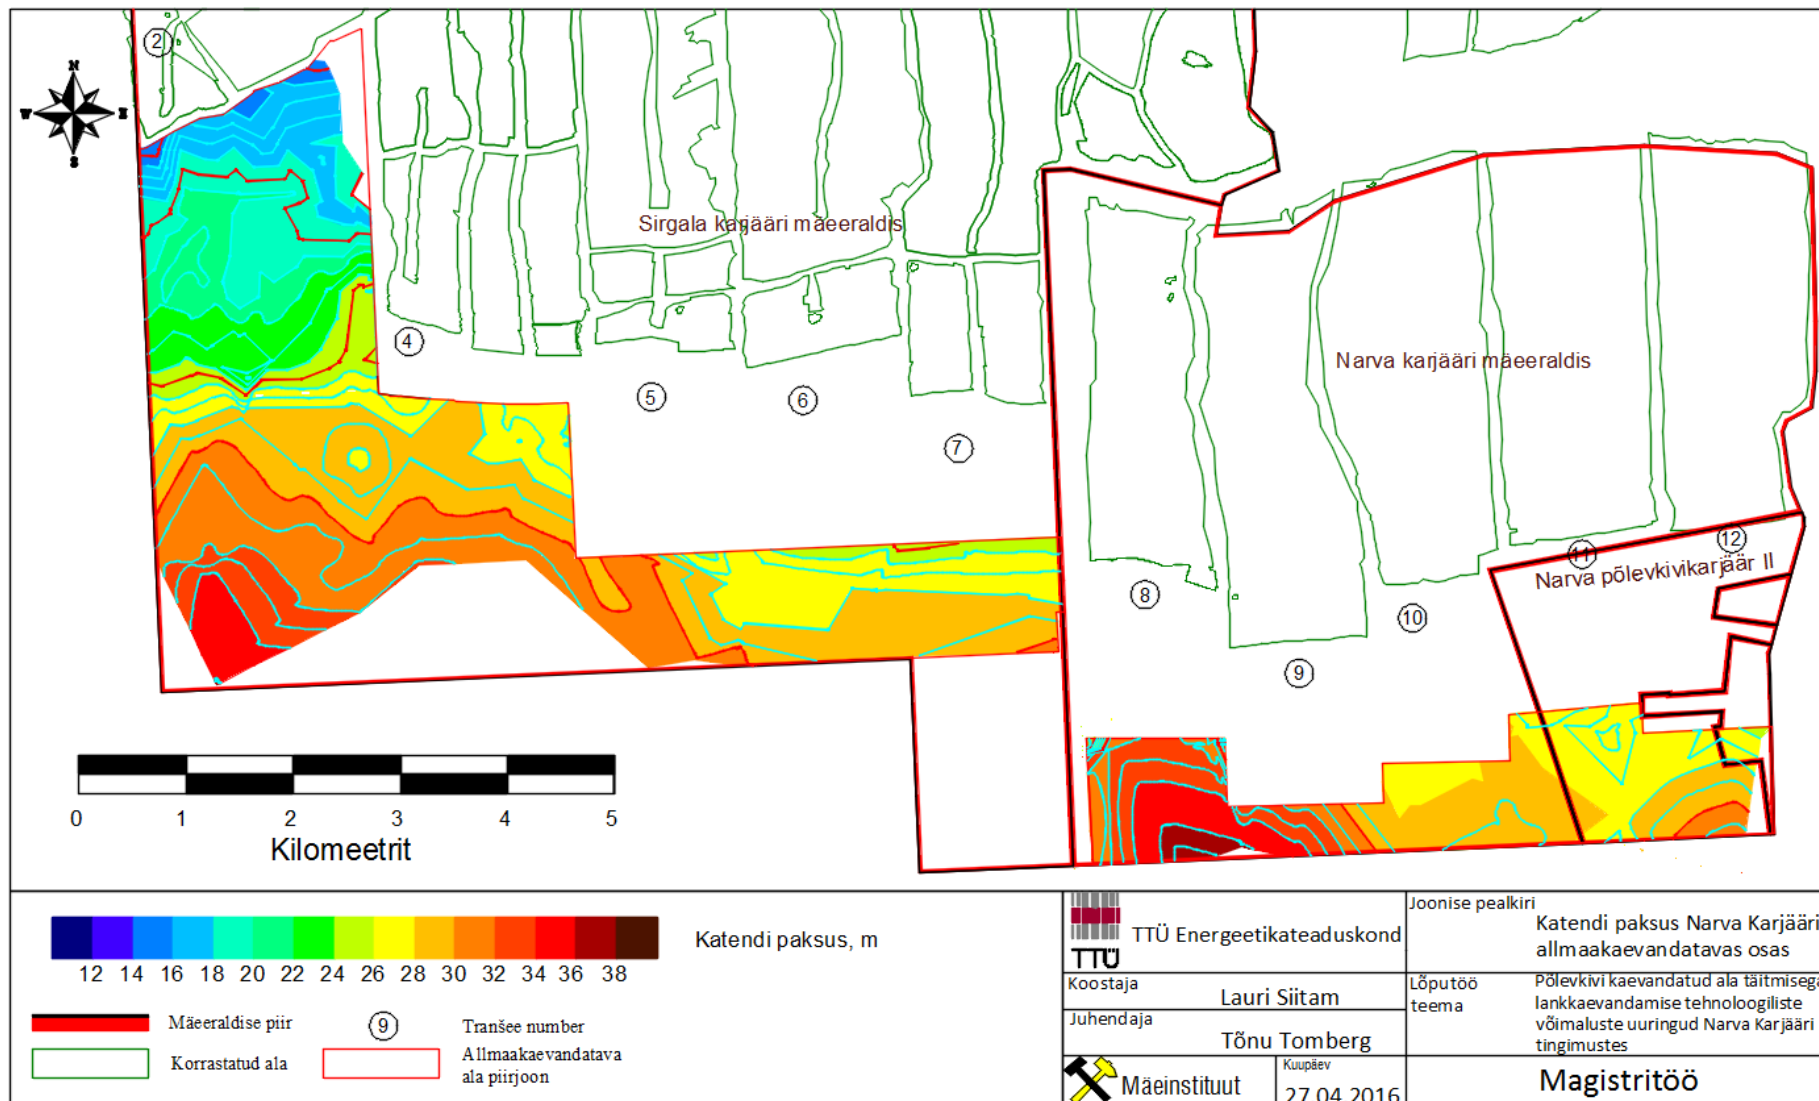 2
N
W
E
S
Sirgala karjääri mäeeraldis
4
5
6
7
Narva karjääri mäeeraldis
8
9
10
11
12
Narva põlevkivikarjäär II
0 1 2 3 4 5
Kilomeetrit
12 14 16 18 20 22 24 26 28 30 32 34 36 38
Katendi paksus, m
Mäeeraldise piir
9
Tranšee number
Korrastatud ala
Allmaakaevandatava
ala piirjoon
TTÜ
TTÜ Energeetikateaduskond
Joonise pealkiri
Katendi paksus Narva Karjääri
allmaakaevandatavas osas
Koostaja
Lauri Siitam
Juhendaja
Tõnu Tomberg
Lõputöö
teema
Põlevkivi kaevandatud ala täitmisega
lankkaevandamise tehnoloogiliste
võimaluste uuringud Narva Karjääri
tingimustes
Mäeinstituut
Kuupäev
27.04.2016
Magistritöö